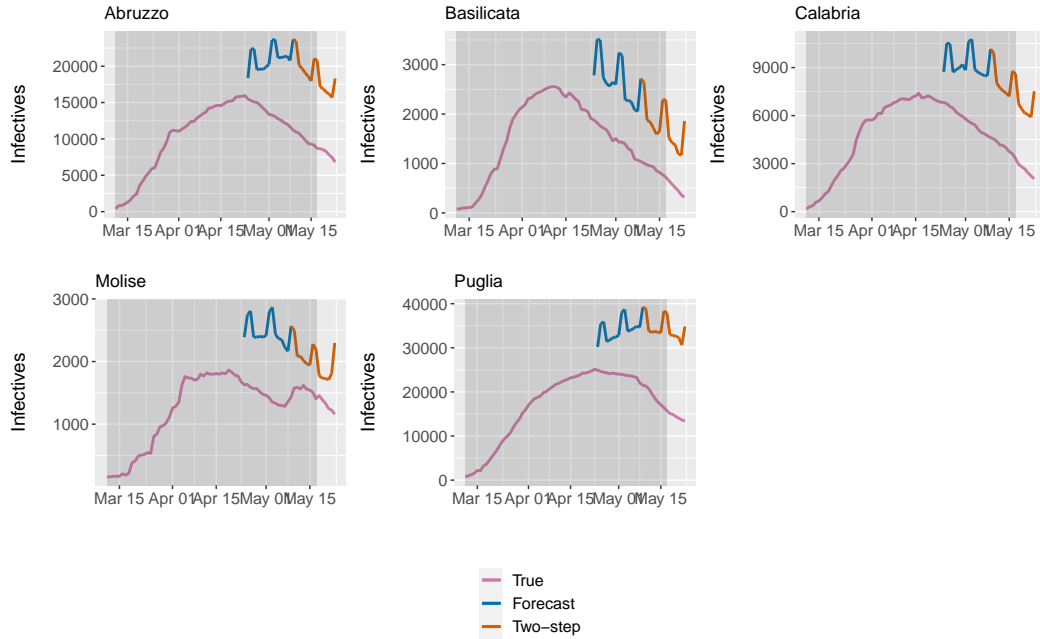 Abruzzo
Basilicata
Calabria
Infectives
20000
15000
10000
5000
0
Mar 15 Apr 01 Apr 15 May 01 May 15
Infectives
3000
2000
1000
0
Mar 15 Apr 01 Apr 15 May 01 May 15
Infectives
9000
6000
3000
0
Mar 15 Apr 01 Apr 15 May 01 May 15
Molise
Puglia
Infectives
3000
2000
1000
Mar 15 Apr 01 Apr 15 May 01 May 15
Infectives
40000
30000
20000
10000
0
Mar 15 Apr 01 Apr 15 May 01 May 15
True
Forecast
Two−step